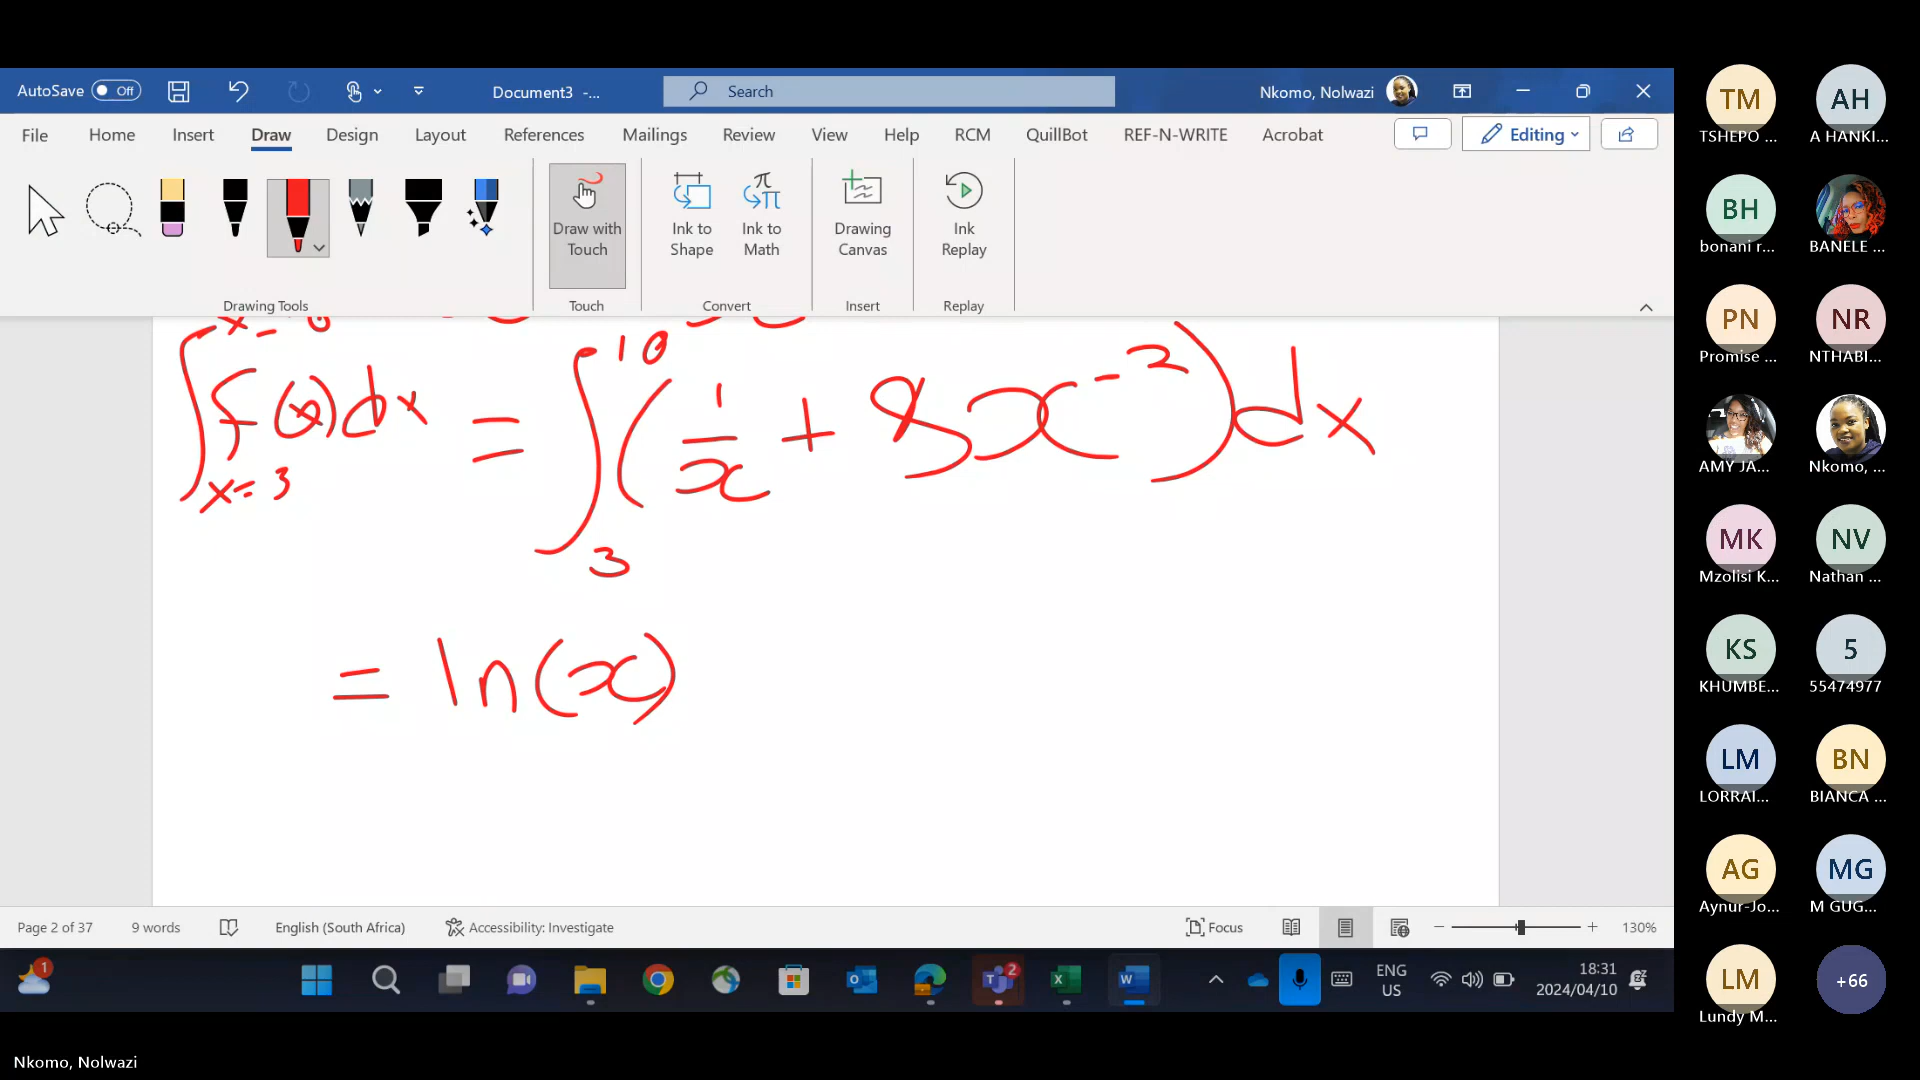 AutoSave Off Document3 -... Search Nkomo, Nolwazi
File Home Insert Draw Design Layout References Mailings Review View Help RCM QuillBot REF-N-WRITE Acrobat Editing
Draw with Touch
Ink to Shape
Ink to Math
Drawing Canvas
Ink Replay
Drawing Tools Touch Convert Insert Replay
∫ f(x)dx = ∫ (1/x + 8x⁻²)dx
x=3
10
3
= ln(x)
Page 2 of 37 9 words English (South Africa) Accessibility: Investigate Focus 130%
1 2 ENG US 18:31 2024/04/10
Nkomo, Nolwazi
TM AH
TSHEPO ... A HANKI...
BH
bonani r... BANELE ...
PN NR
Promise ... NTHABI...
AMY JA... Nkomo, ...
MK NV
Mzolisi K... Nathan ...
KS 5
KHUMBE... 55474977
LM BN
LORRAI... BIANCA ...
AG MG
Aynur-Jo... M GUG...
LM +66
Lundy M...